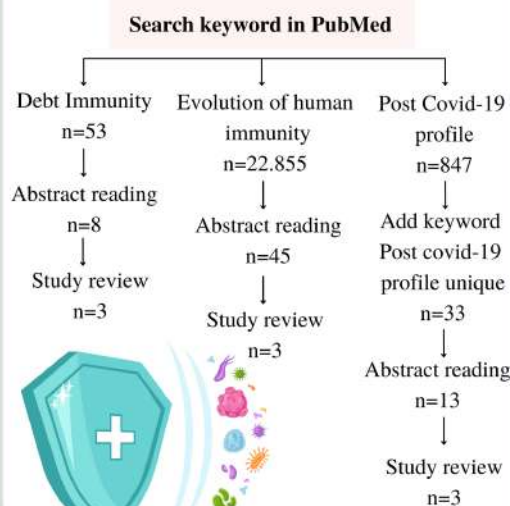 Search keyword in PubMed
Debt Immunity
n=53
Abstract reading
n=8
Study review
n=3
Evolution of human
immunity
n=22.855
Abstract reading
n=45
Study review
n=3
Post Covid-19
profile
n=847
Add keyword
Post covid-19
profile unique
n=33
Abstract reading
n=13
Study review
n=3